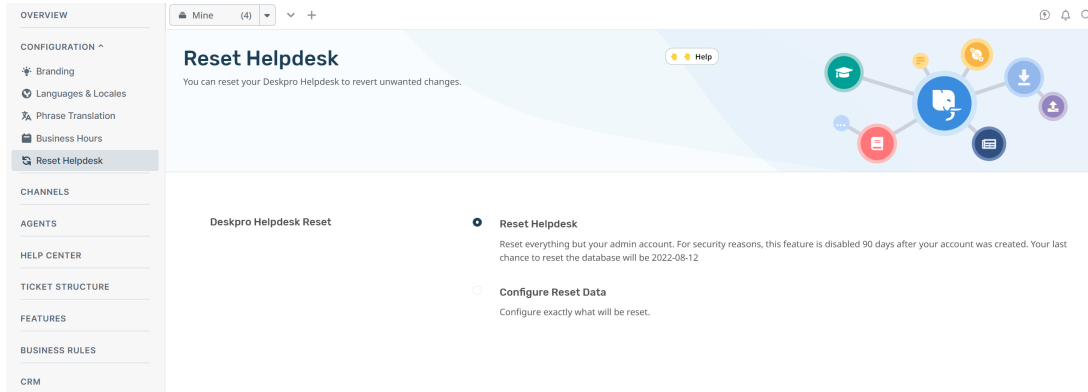 OVERVIEW
CONFIGURATION ^
Branding
Languages & Locales
Phrase Translation
Business Hours
Reset Helpdesk
CHANNELS
AGENTS
HELP CENTER
TICKET STRUCTURE
FEATURES
BUSINESS RULES
CRM
Mine (4)
Reset Helpdesk
You can reset your Deskpro Helpdesk to revert unwanted changes.
Help
Deskpro Helpdesk Reset
Reset Helpdesk
Reset everything but your admin account. For security reasons, this feature is disabled 90 days after your account was created. Your last
chance to reset the database will be 2022-08-12
Configure Reset Data
Configure exactly what will be reset.